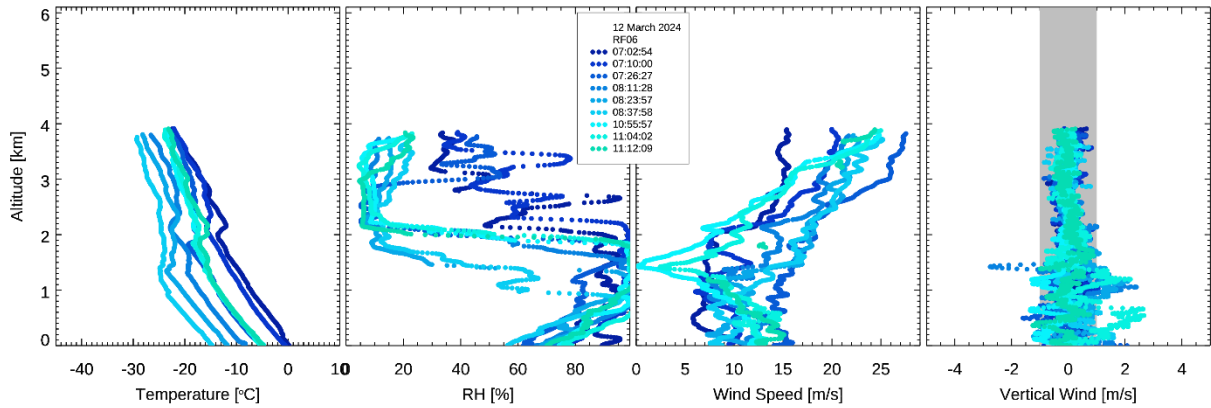 12 March 2024
RF06
07:02:54
07:10:00
07:26:27
08:11:28
08:23:57
08:37:58
10:55:57
11:04:02
11:12:09
Altitude [km]
6
5
4
3
2
1
0
-40 -30 -20 -10 0 10
Temperature [°C]
0 20 40 60 80
RH [%]
0 5 10 15 20 25
Wind Speed [m/s]
-4 -2 0 2 4
Vertical Wind [m/s]